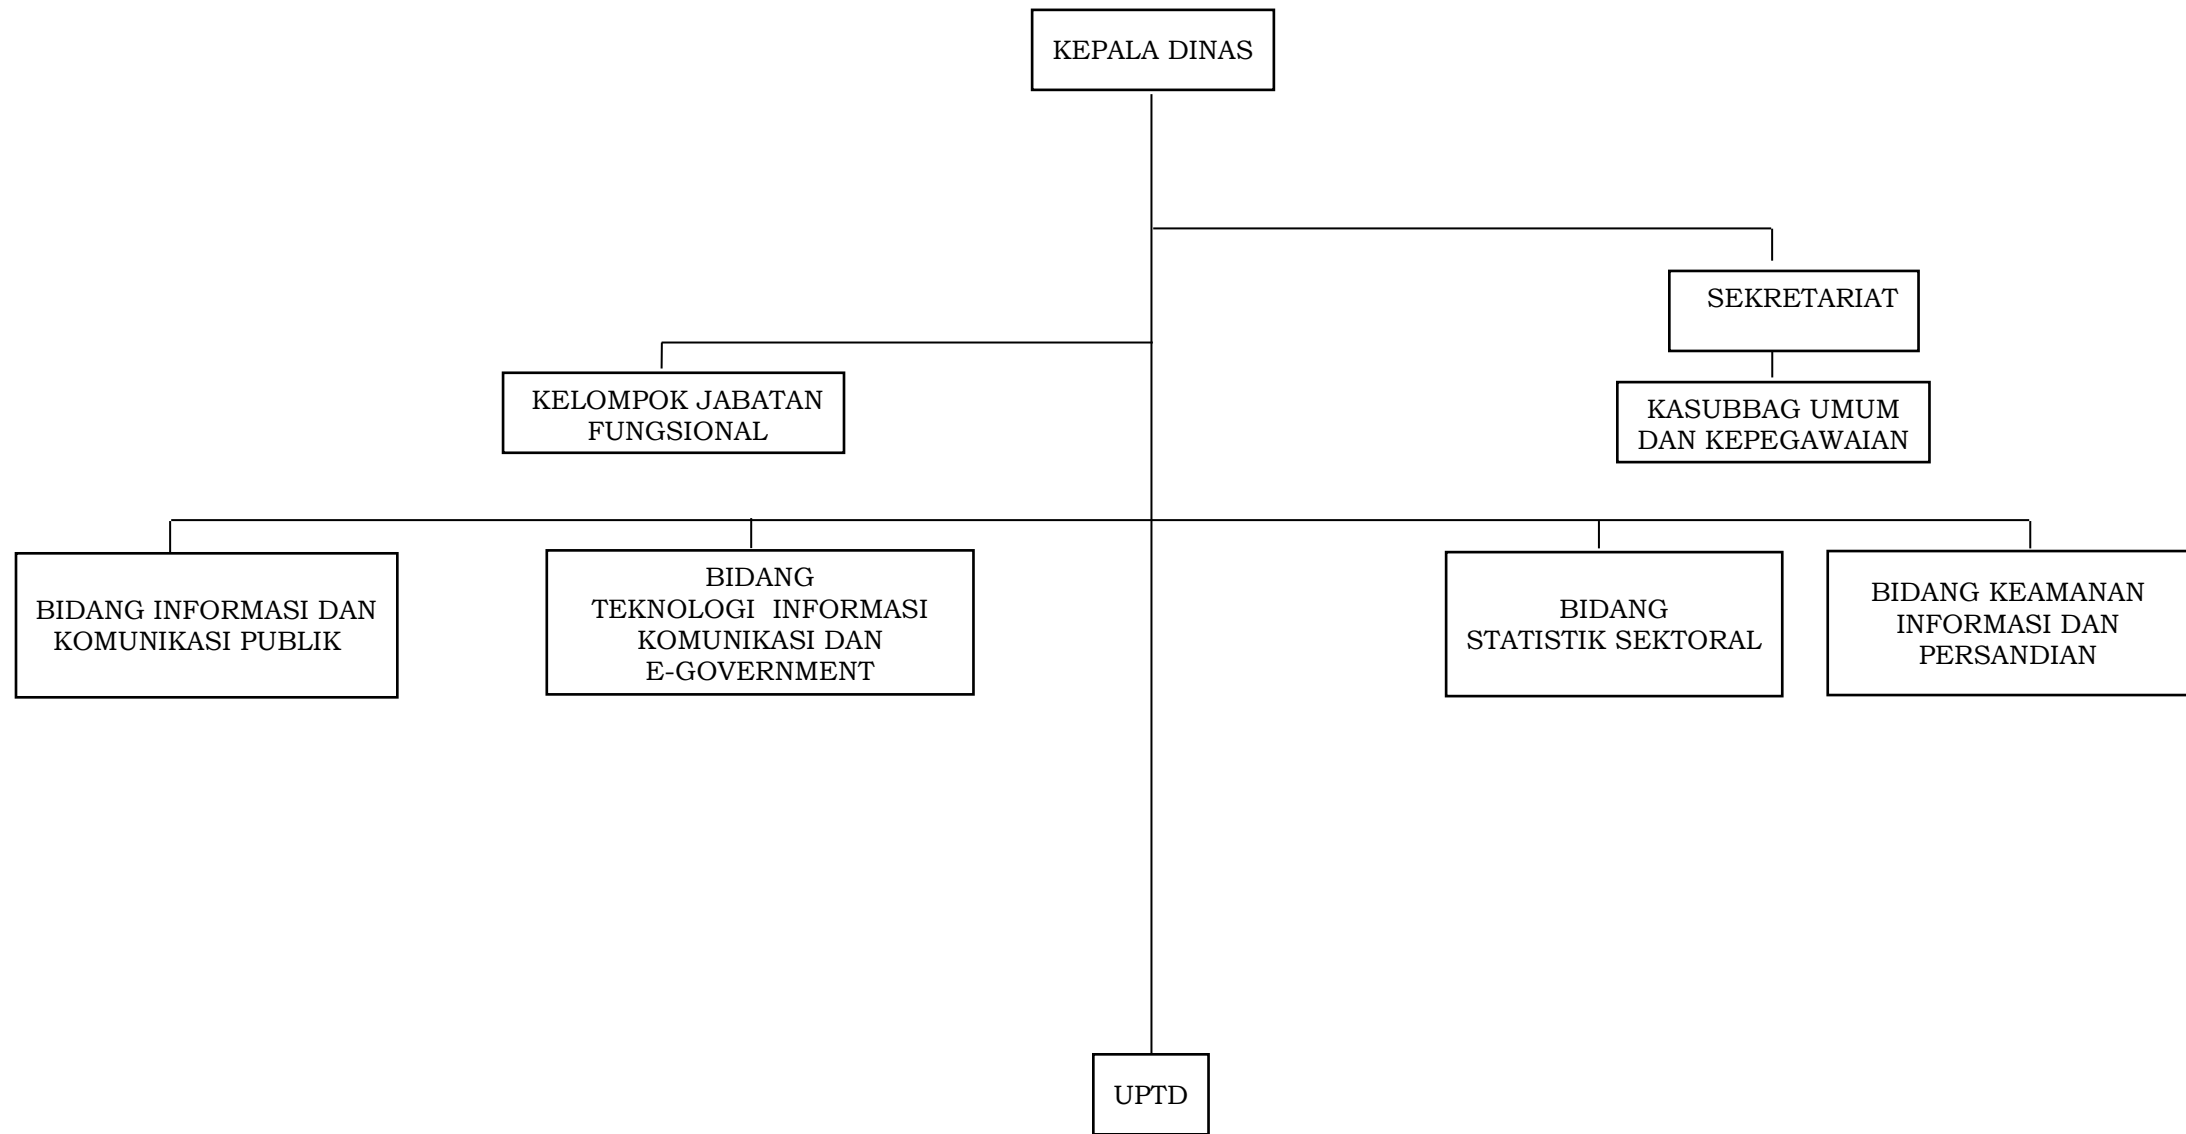 KEPALA DINAS
SEKRETARIAT
KELOMPOK JABATAN
FUNGSIONAL
KASUBBAG UMUM
DAN KEPEGAWAIAN
BIDANG INFORMASI DAN
KOMUNIKASI PUBLIK
BIDANG
TEKNOLOGI  INFORMASI
KOMUNIKASI DAN
E-GOVERNMENT
BIDANG
STATISTIK SEKTORAL
BIDANG KEAMANAN
INFORMASI DAN
PERSANDIAN
UPTD